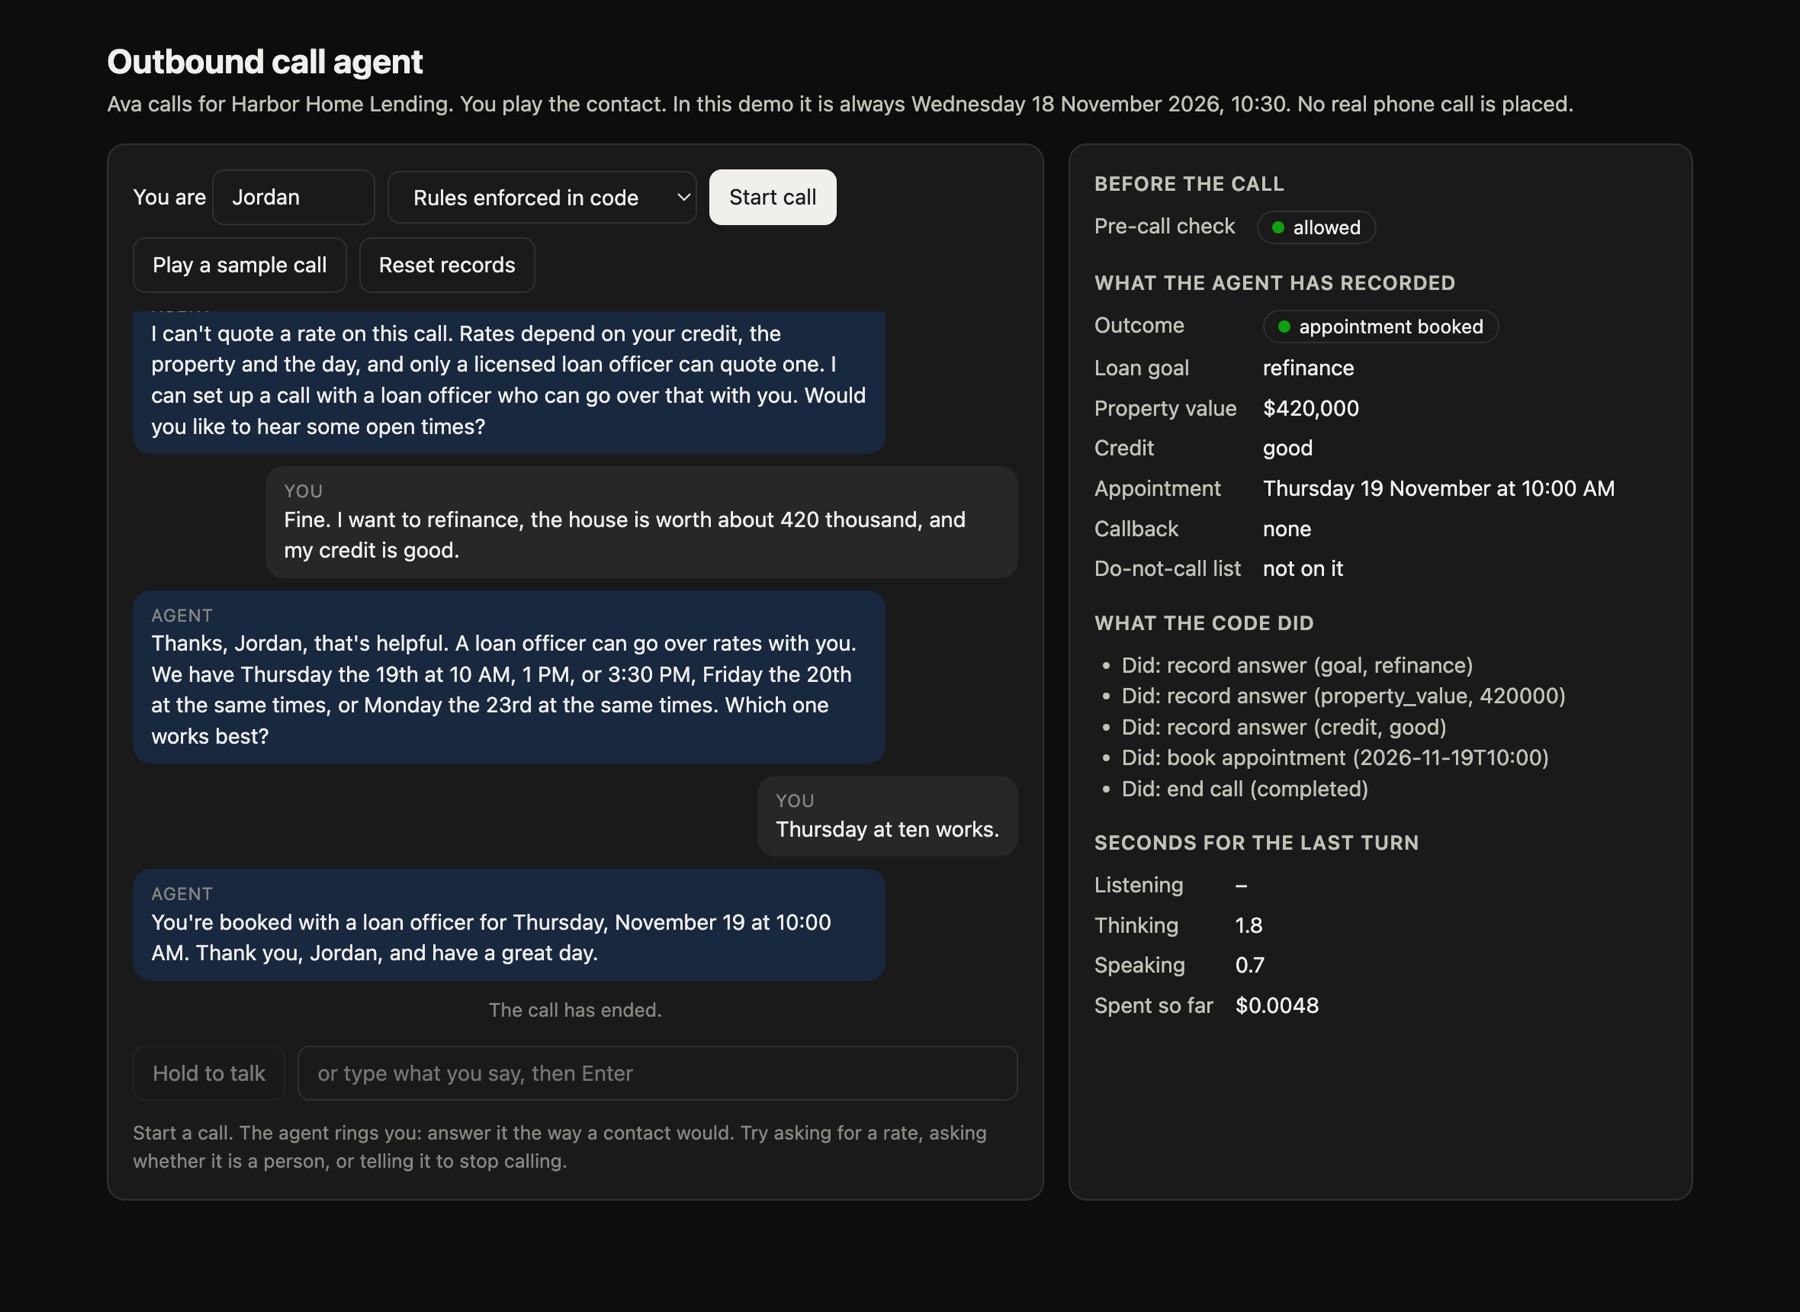 Outbound call agent
Ava calls for Harbor Home Lending. You play the contact. In this demo it is always Wednesday 18 November 2026, 10:30. No real phone call is placed.
You are
Jordan
Rules enforced in code
Start call
Play a sample call
Reset records
I can't quote a rate on this call. Rates depend on your credit, the
property and the day, and only a licensed loan officer can quote one. I
can set up a call with a loan officer who can go over that with you. Would
you like to hear some open times?
YOU
Fine. I want to refinance, the house is worth about 420 thousand, and
my credit is good.
AGENT
Thanks, Jordan, that's helpful. A loan officer can go over rates with you.
We have Thursday the 19th at 10 AM, 1 PM, or 3:30 PM, Friday the 20th
at the same times, or Monday the 23rd at the same times. Which one
works best?
YOU
Thursday at ten works.
AGENT
You're booked with a loan officer for Thursday, November 19 at 10:00
AM. Thank you, Jordan, and have a great day.
The call has ended.
Hold to talk
or type what you say, then Enter
Start a call. The agent rings you: answer it the way a contact would. Try asking for a rate, asking
whether it is a person, or telling it to stop calling.
BEFORE THE CALL
Pre-call check allowed
WHAT THE AGENT HAS RECORDED
Outcome appointment booked
Loan goal refinance
Property value $420,000
Credit good
Appointment Thursday 19 November at 10:00 AM
Callback none
Do-not-call list not on it
WHAT THE CODE DID
• Did: record answer (goal, refinance)
• Did: record answer (property_value, 420000)
• Did: record answer (credit, good)
• Did: book appointment (2026-11-19T10:00)
• Did: end call (completed)
SECONDS FOR THE LAST TURN
Listening –
Thinking 1.8
Speaking 0.7
Spent so far $0.0048